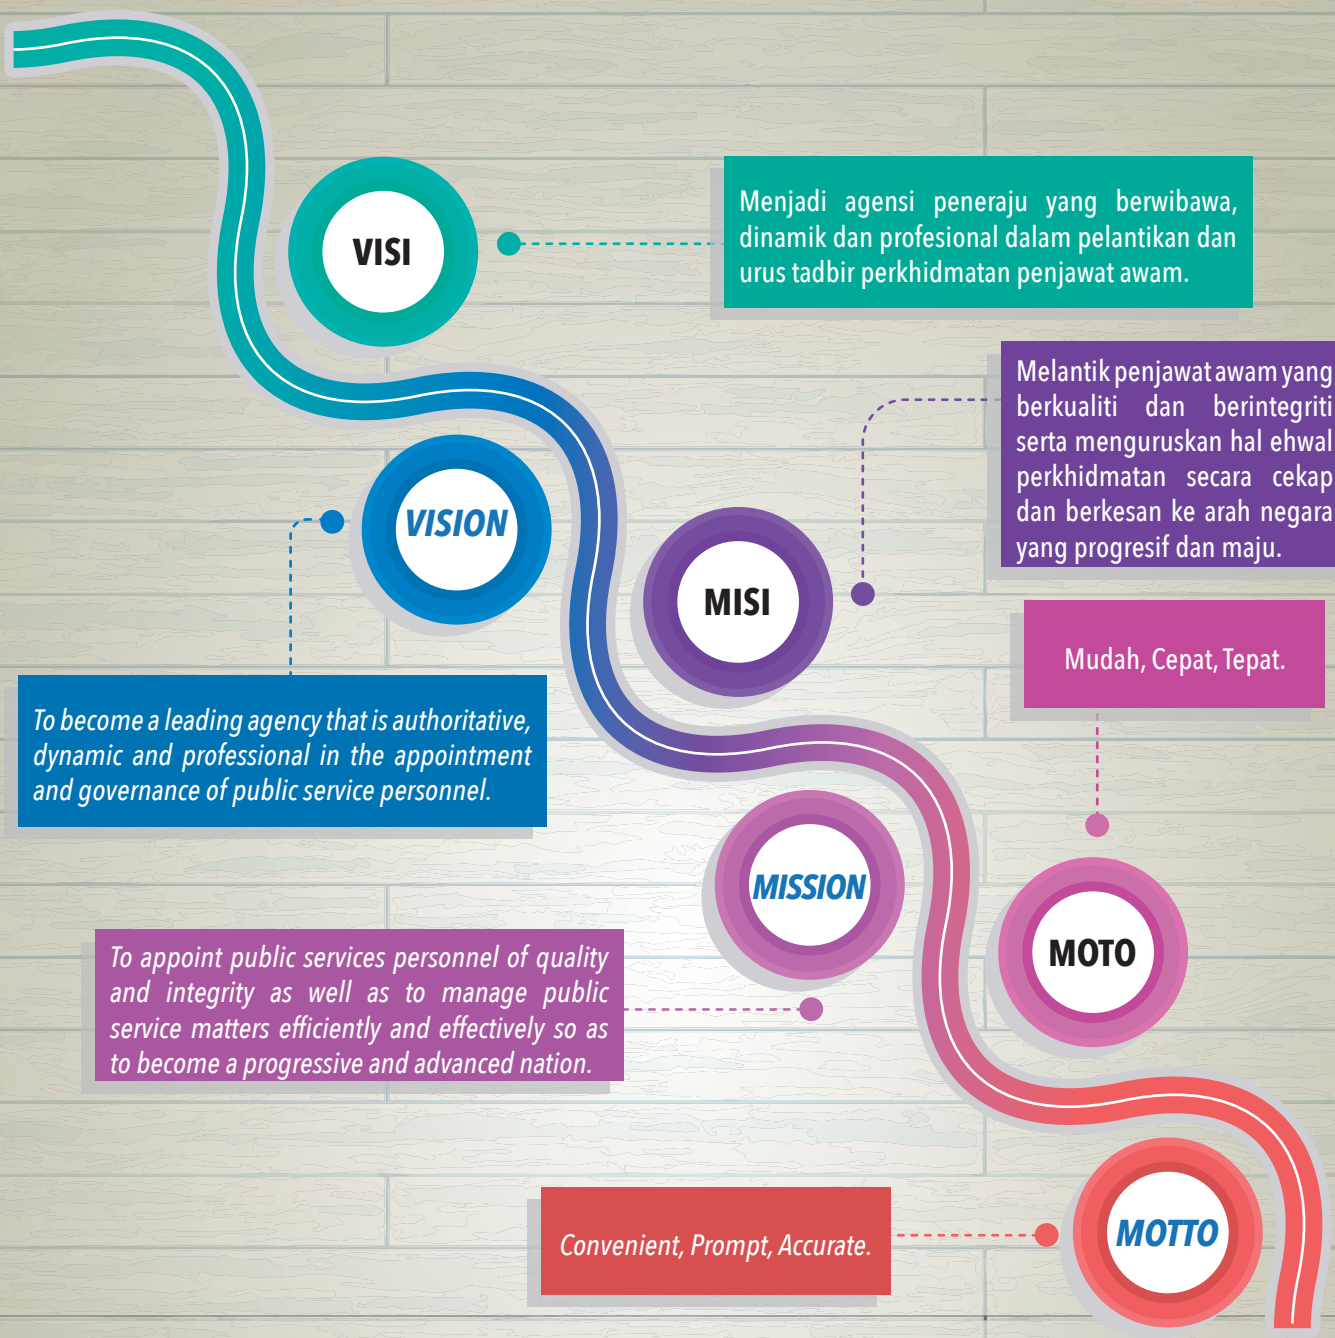 VISI
Menjadi agensi peneraju yang berwibawa,
dinamik dan profesional dalam pelantikan dan
urus tadbir perkhidmatan penjawat awam.
VISION
To become a leading agency that is authoritative,
dynamic and professional in the appointment
and governance of public service personnel.
MISI
Melantik penjawat awam yang
berkualiti dan berintegriti
serta menguruskan hal ehwal
perkhidmatan secara cekap
dan berkesan ke arah negara
yang progresif dan maju.
MISSION
To appoint public services personnel of quality
and integrity as well as to manage public
service matters efficiently and effectively so as
to become a progressive and advanced nation.
MOTO
Mudah, Cepat, Tepat.
MOTTO
Convenient, Prompt, Accurate.